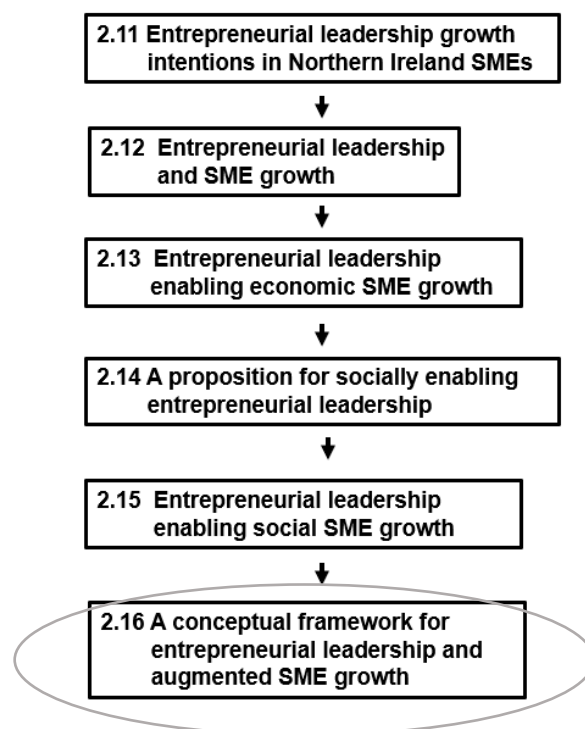 2.11 Entrepreneurial leadership growth
intentions in Northern Ireland SMEs
2.12 Entrepreneurial leadership
and SME growth
2.13 Entrepreneurial leadership
enabling economic SME growth
2.14 A proposition for socially enabling
entrepreneurial leadership
2.15 Entrepreneurial leadership
enabling social SME growth
2.16 A conceptual framework for
entrepreneurial leadership and
augmented SME growth